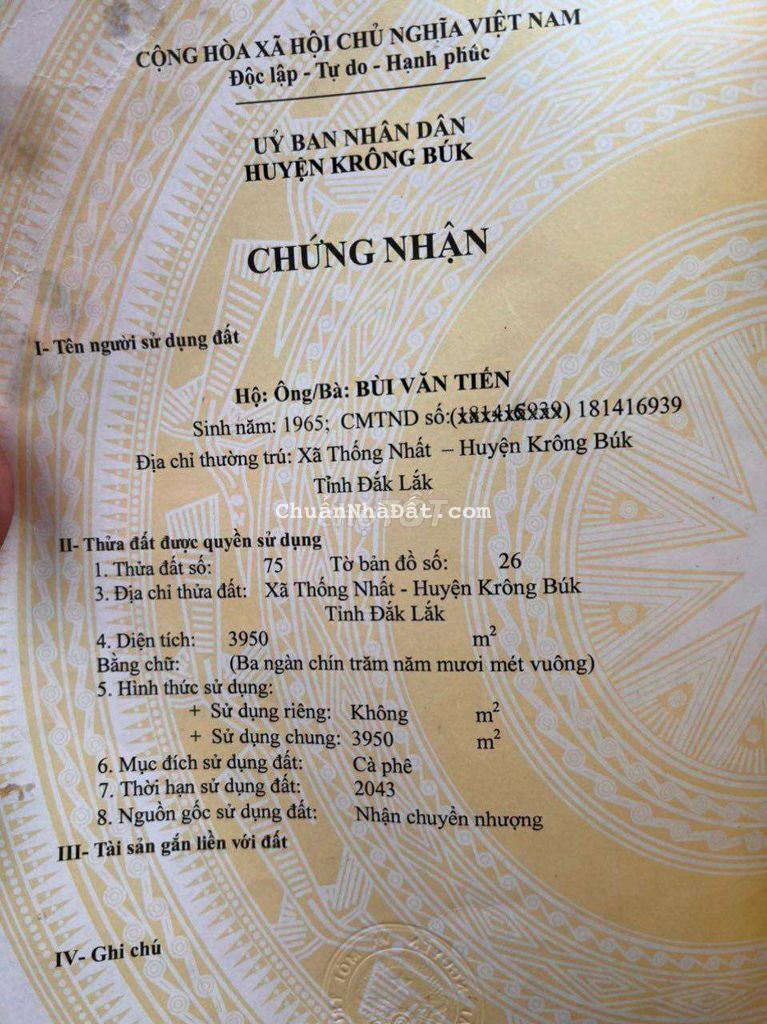 CỘNG HÒA XÃ HỘI CHỦ NGHĨA VIỆT NAM
Độc lập - Tự do - Hạnh phúc
UỶ BAN NHÂN DÂN
HUYỆN KRÔNG BÚK
CHỨNG NHẬN
I- Tên người sử dụng đất
Hộ: Ông/Bà: BÙI VĂN TIẾN
Sinh năm: 1965; CMTND số:(181416939) 181416939
Địa chỉ thường trú: Xã Thống Nhất – Huyện Krông Búk
Tỉnh Đắk Lắk
ChuẩnNhàĐất.com
II- Thửa đất được quyền sử dụng
1. Thửa đất số: 75 Tờ bản đồ số: 26
3. Địa chỉ thửa đất: Xã Thống Nhất - Huyện Krông Búk
Tỉnh Đắk Lắk
4. Diện tích: 3950 m²
Bằng chữ: (Ba ngàn chín trăm năm mươi mét vuông)
5. Hình thức sử dụng:
+ Sử dụng riêng: Không m²
+ Sử dụng chung: 3950 m²
6. Mục đích sử dụng đất: Cà phê
7. Thời hạn sử dụng đất: 2043
8. Nguồn gốc sử dụng đất: Nhận chuyển nhượng
III- Tài sản gắn liền với đất
IV- Ghi chú